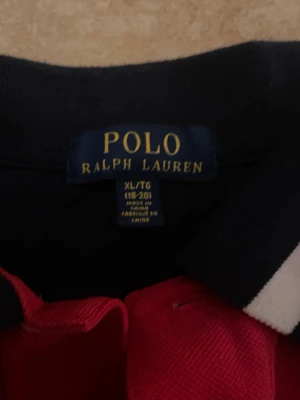 POLO
RALPH LAUREN
XL/TG
(18-20)
MADE IN
CHINA
FABRIQUÉ EN
CHINE